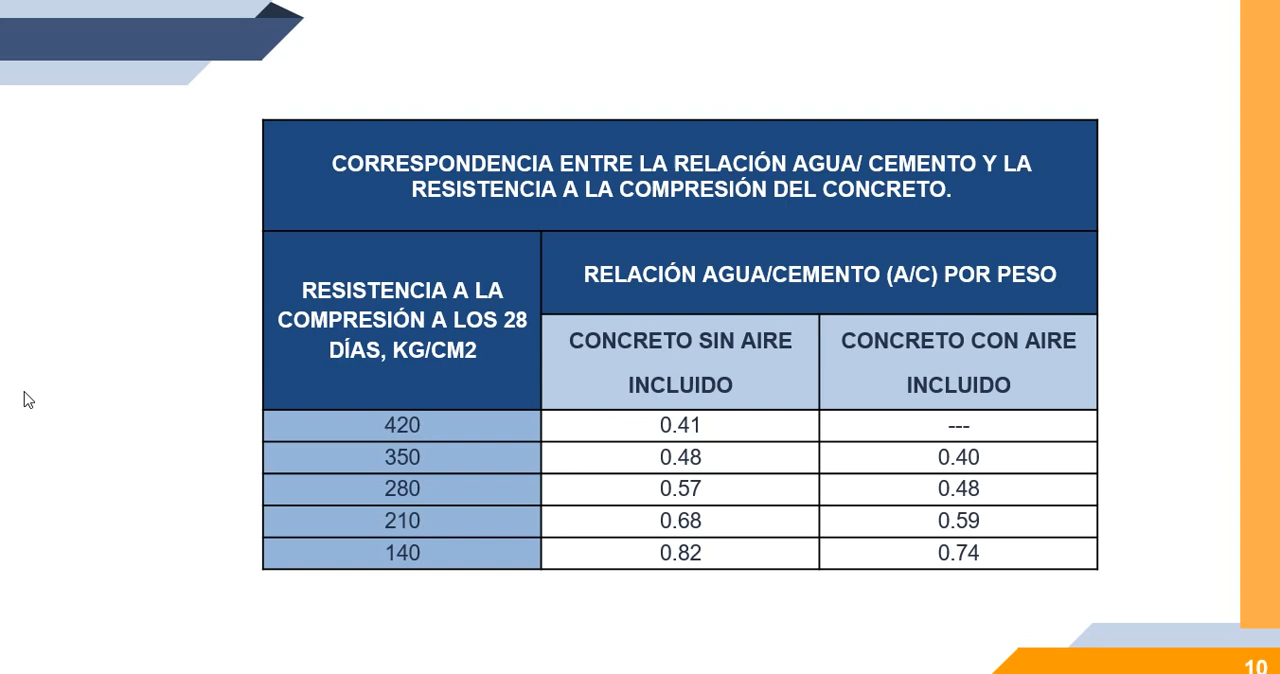 CORRESPONDENCIA ENTRE LA RELACIÓN AGUA/ CEMENTO Y LA
RESISTENCIA A LA COMPRESIÓN DEL CONCRETO.
RESISTENCIA A LA
COMPRESIÓN A LOS 28
DÍAS, KG/CM2
RELACIÓN AGUA/CEMENTO (A/C) POR PESO
CONCRETO SIN AIRE
INCLUIDO
CONCRETO CON AIRE
INCLUIDO
420 0.41 ---
350 0.48 0.40
280 0.57 0.48
210 0.68 0.59
140 0.82 0.74
10